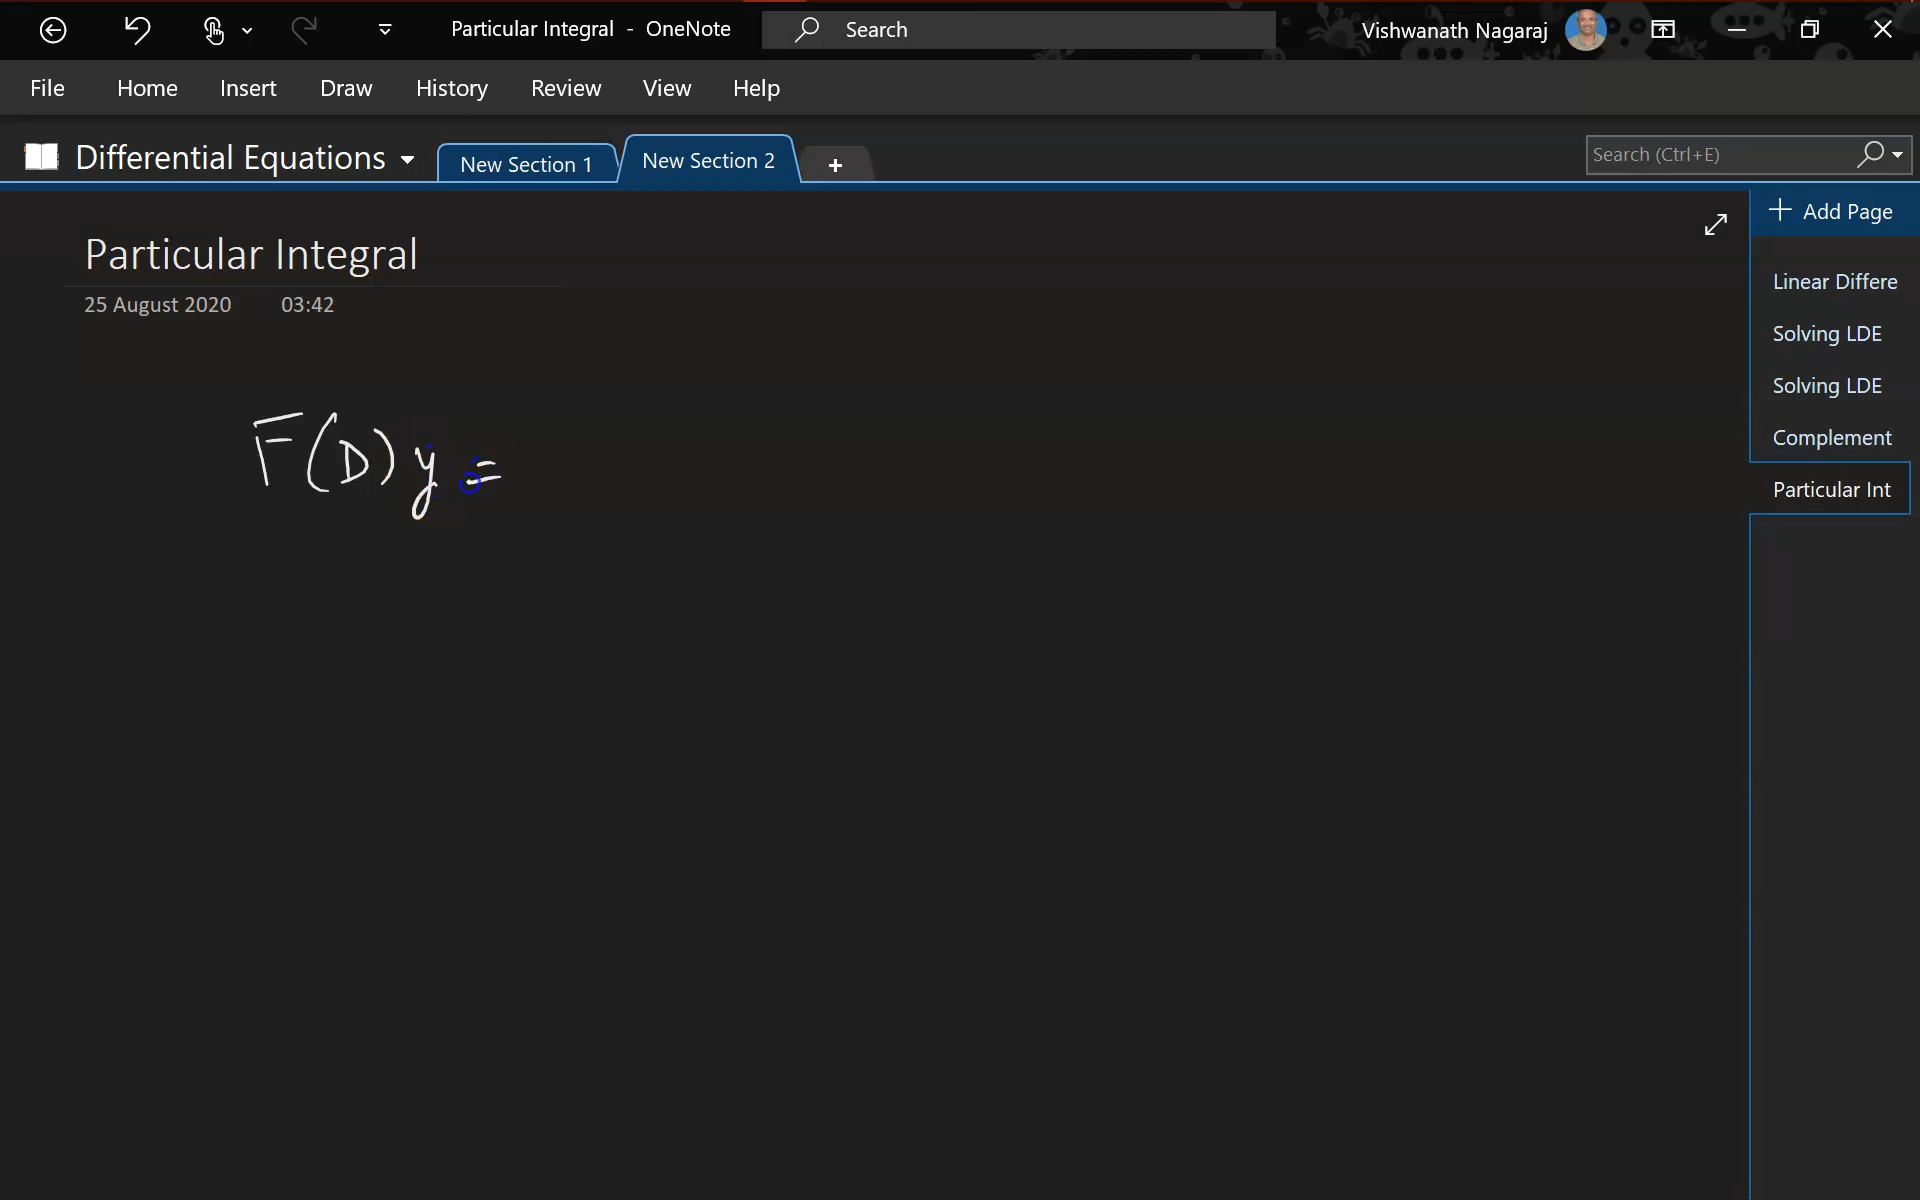 Particular Integral - OneNote
Search
Vishwanath Nagaraj
File Home Insert Draw History Review View Help
Differential Equations
New Section 1
New Section 2
+
Search (Ctrl+E)
Add Page
Particular Integral
25 August 2020 03:42
Linear Differe
Solving LDE
Solving LDE
Complement
Particular Int
F(D)y =